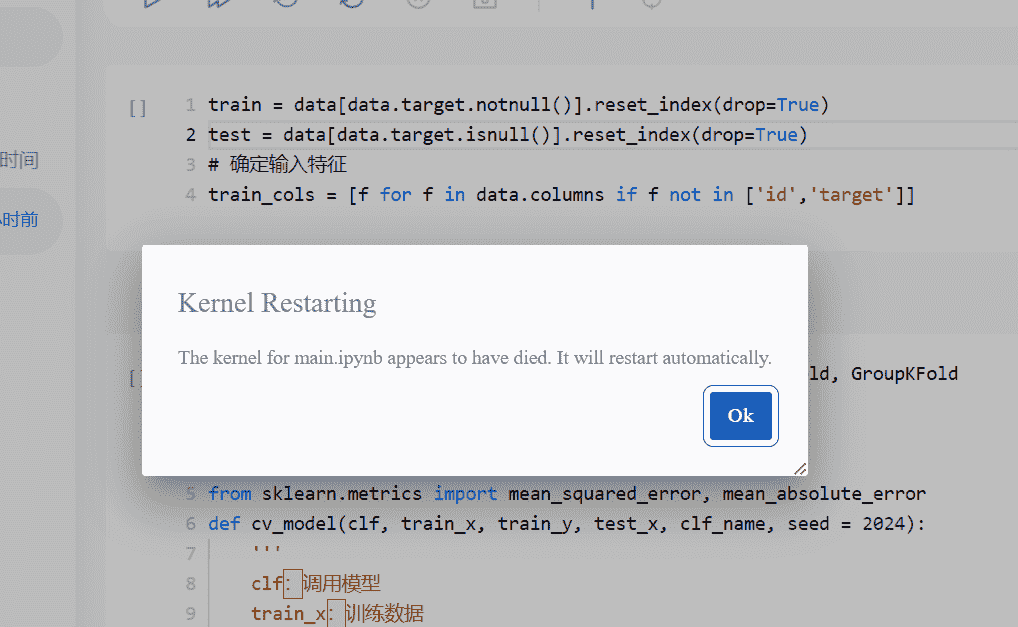 [ ]
1 train = data[data.target.notnull()].reset_index(drop=True)
2 test = data[data.target.isnull()].reset_index(drop=True)
时间
3 # 确定输入特征
4 train_cols = [f for f in data.columns if f not in ['id','target']]
时前
Kernel Restarting
The kernel for main.ipynb appears to have died. It will restart automatically.
[ ld, GroupKFold
Ok
5 from sklearn.metrics import mean_squared_error, mean_absolute_error
6 def cv_model(clf, train_x, train_y, test_x, clf_name, seed = 2024):
7 '''
8 clf：调用模型
9 train_x：训练数据